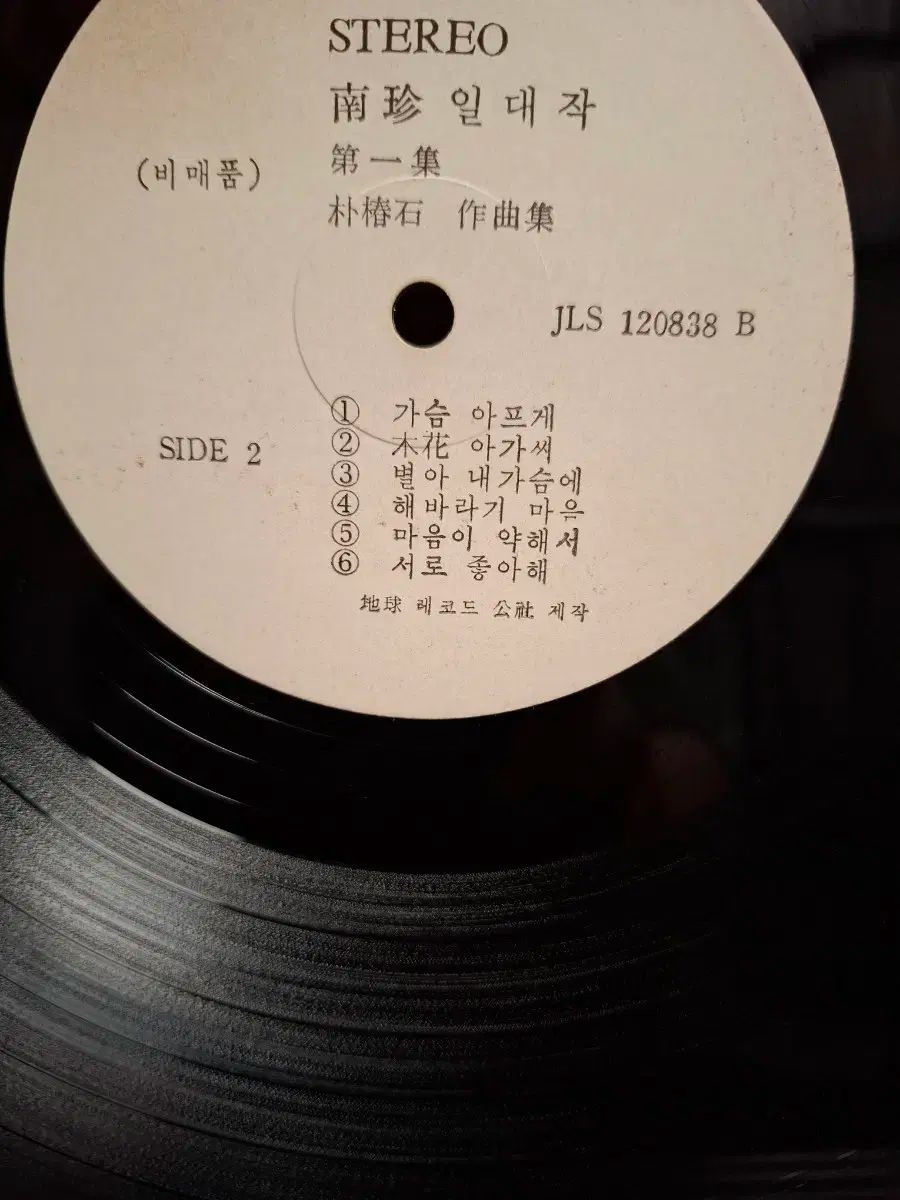 STEREO
南珍 일대작
第一集
(비매품)
朴椿石 作曲集
JLS 120838 B
SIDE 2
① 가슴 아프게
② 木花 아가씨
③ 별아 내가슴에
④ 해바라기 마음
⑤ 마음이 약해서
⑥ 서로 좋아해
地球 레코드 公社 제작